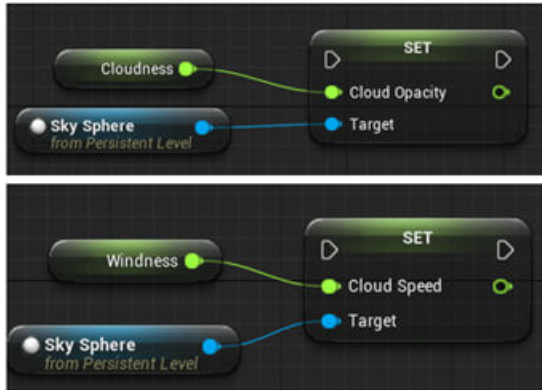 SET
Cloudness
Cloud Opacity
Sky Sphere
from Persistent Level
Target
SET
Windness
Cloud Speed
Target
Sky Sphere
from Persistent Level